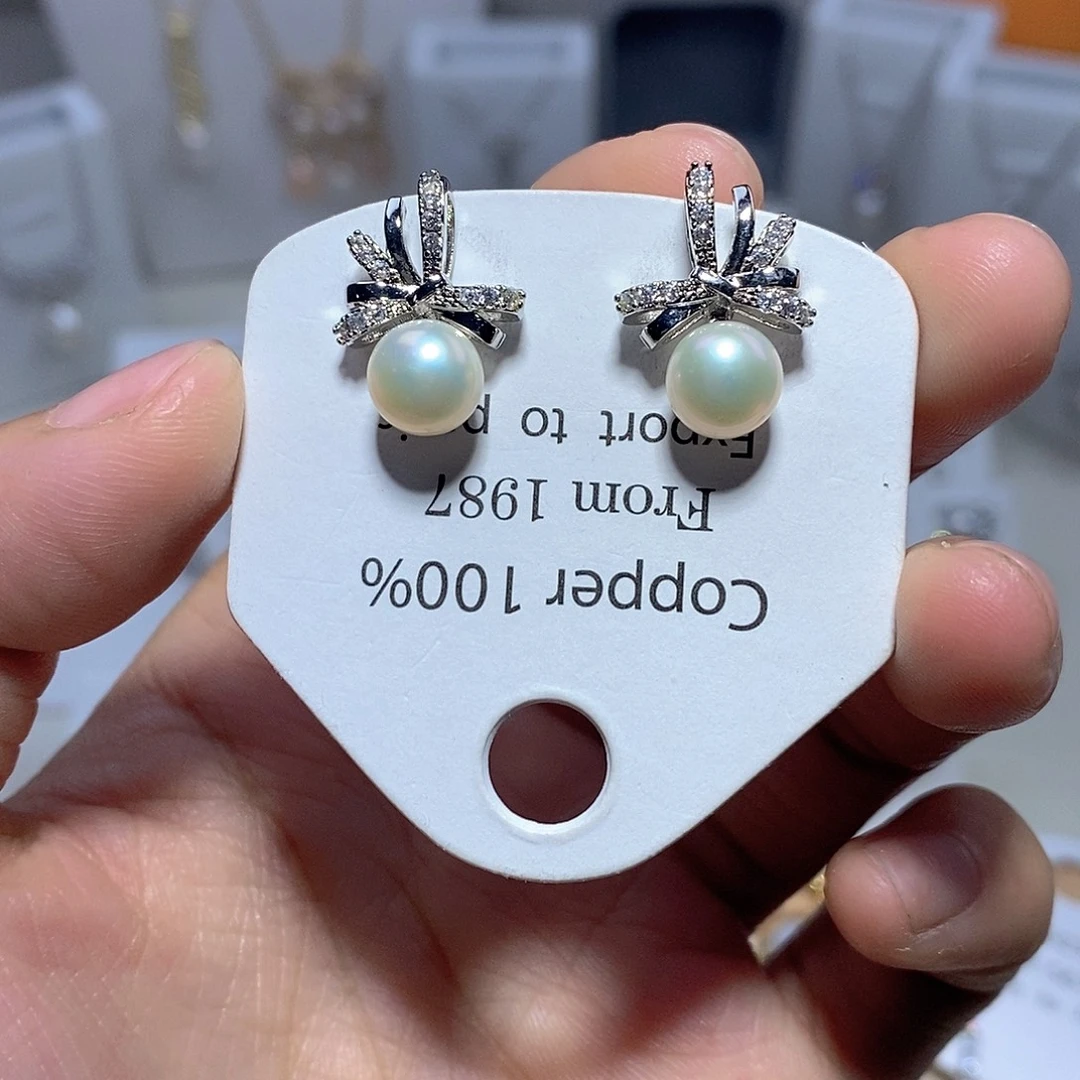 Copper 100%
From 1987
Export to